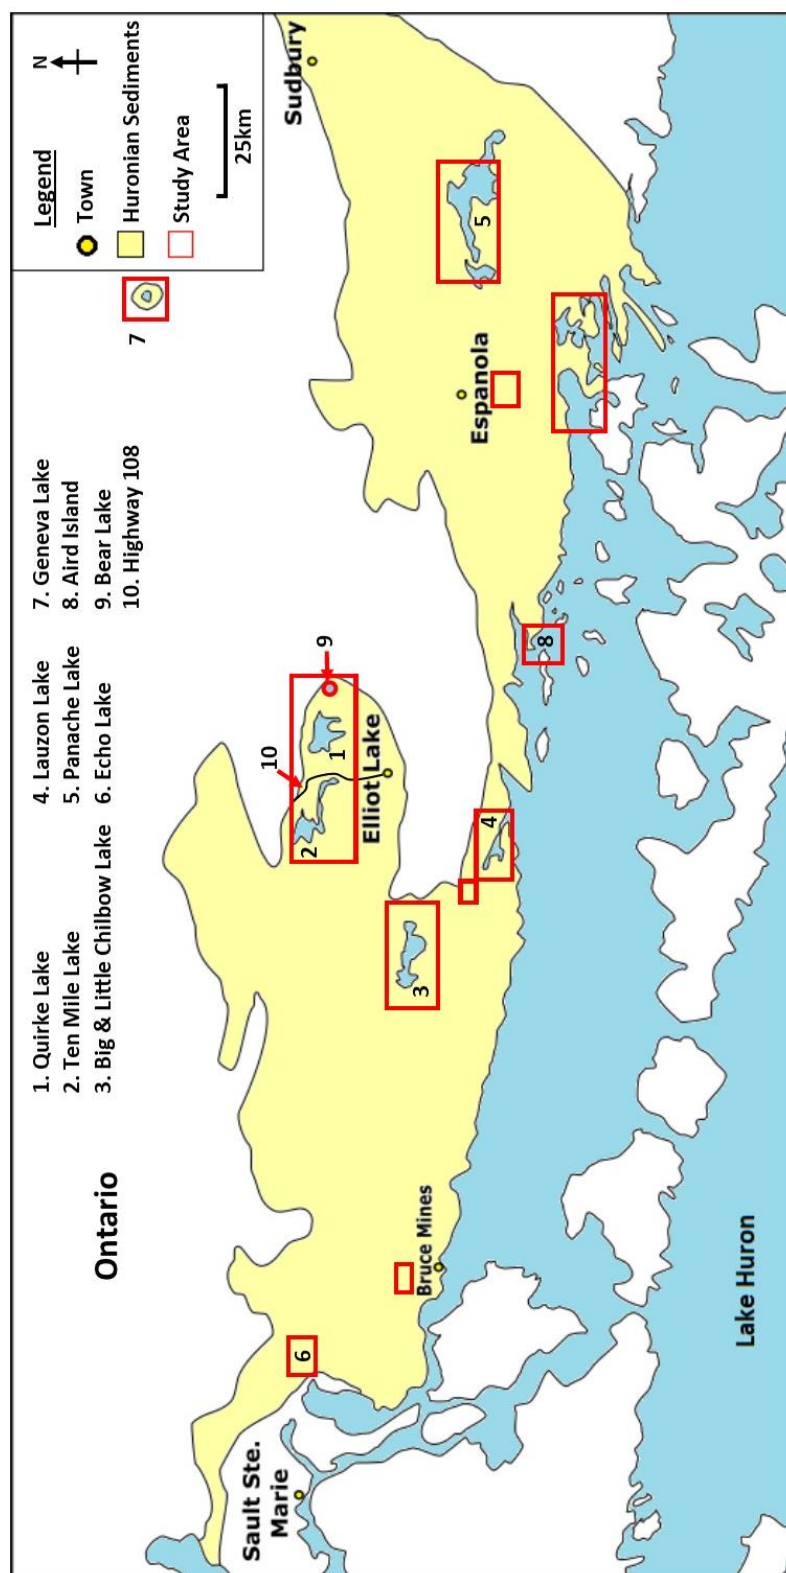 Ontario
1. Quirke Lake
2. Ten Mile Lake
3. Big & Little Chilbow Lake
4. Lauzon Lake
5. Panache Lake
6. Echo Lake
7. Geneva Lake
8. Aird Island
9. Bear Lake
10. Highway 108
Legend
N
Town
Huronian Sediments
Study Area
25km
7
Sudbury
10
9
2
1
Elliot Lake
6
3
4
5
Espanola
8
Sault Ste.
Marie
Bruce Mines
Lake Huron